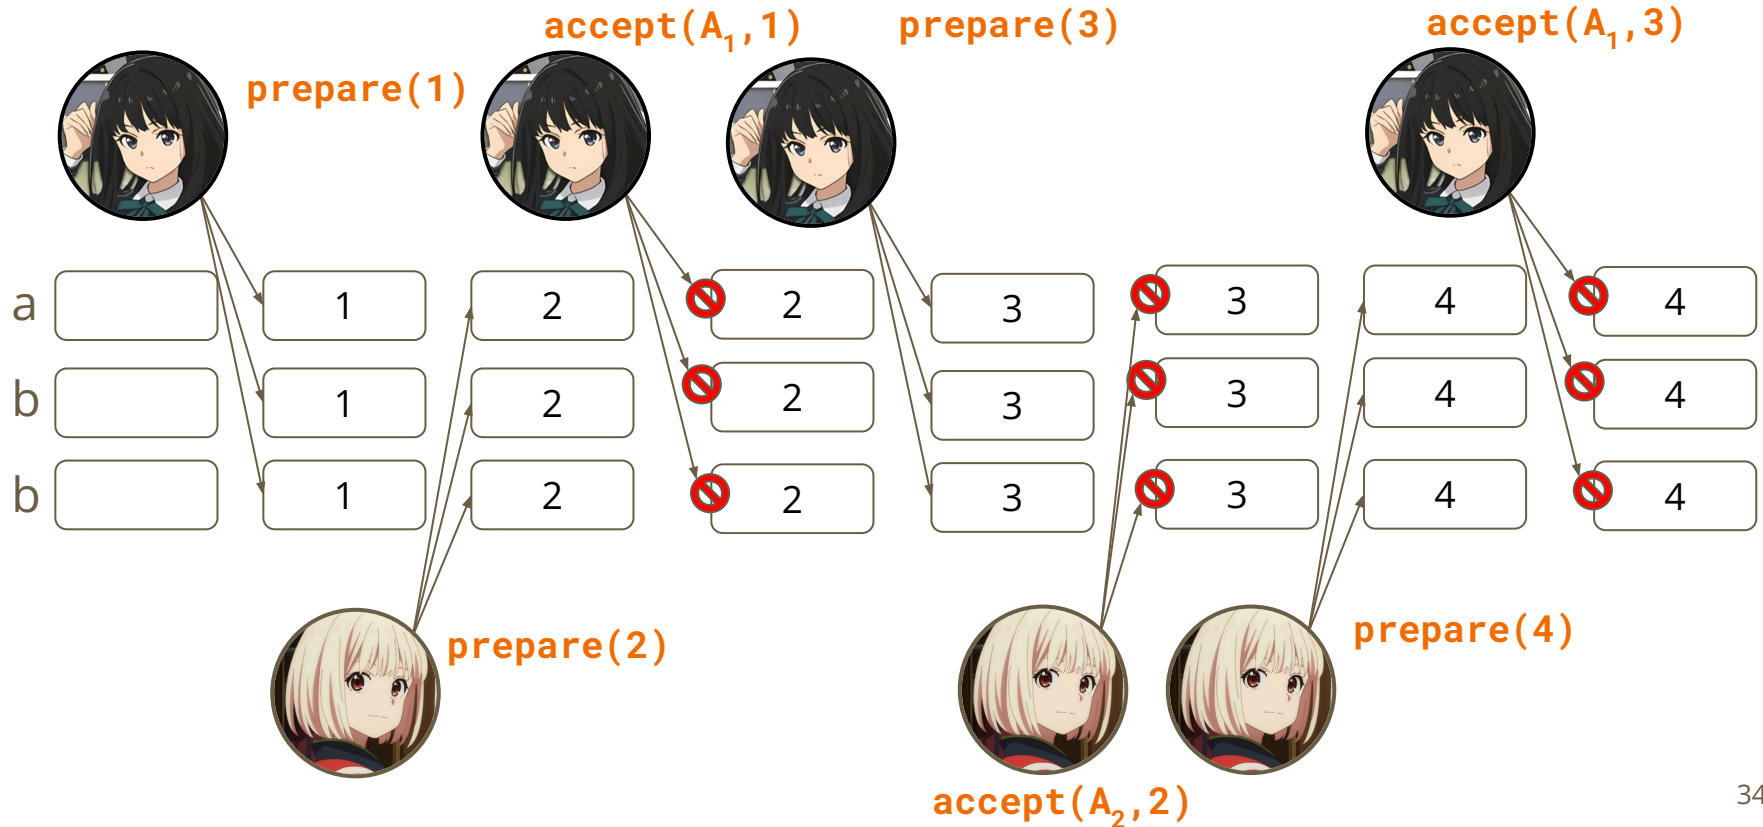 accept(A₁,1)
prepare(3)
accept(A₁,3)
prepare(1)
a 1 2 2 3 3 4 4
b 1 2 2 3 3 4 4
b 1 2 2 3 3 4 4
prepare(2)
prepare(4)
accept(A₂,2)
34